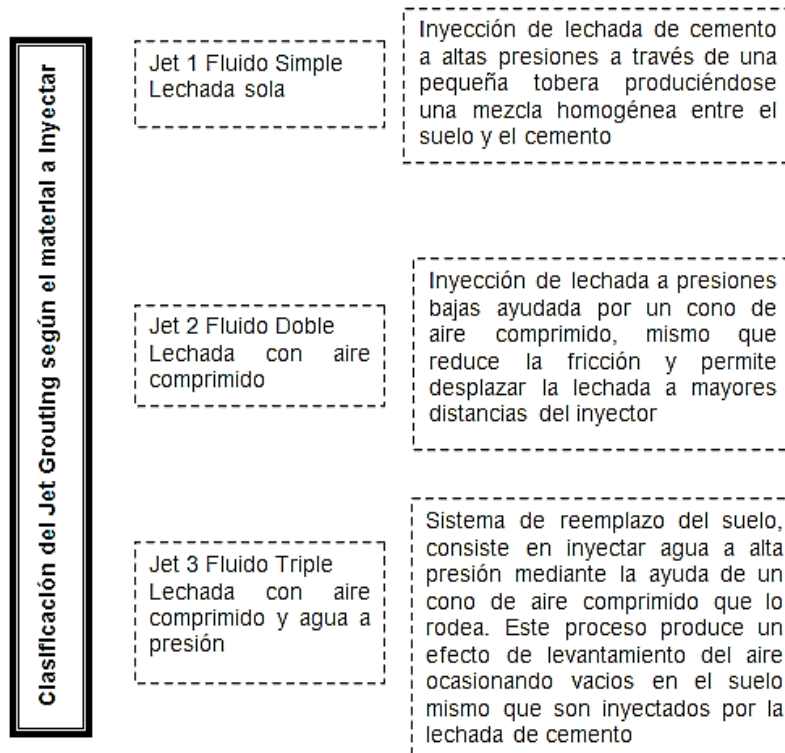 Clasificación del Jet Grouting según el material a Inyectar
Jet 1 Fluido Simple
Lechada sola
Inyección de lechada de cemento
a altas presiones a través de una
pequeña tobera produciéndose
una mezcla homogénea entre el
suelo y el cemento
Jet 2 Fluido Doble
Lechada con aire
comprimido
Inyección de lechada a presiones
bajas ayudada por un cono de
aire comprimido, mismo que
reduce la fricción y permite
desplazar la lechada a mayores
distancias del inyector
Jet 3 Fluido Triple
Lechada con aire
comprimido y agua a
presión
Sistema de reemplazo del suelo,
consiste en inyectar agua a alta
presión mediante la ayuda de un
cono de aire comprimido que lo
rodea. Este proceso produce un
efecto de levantamiento del aire
ocasionando vacios en el suelo
mismo que son inyectados por la
lechada de cemento